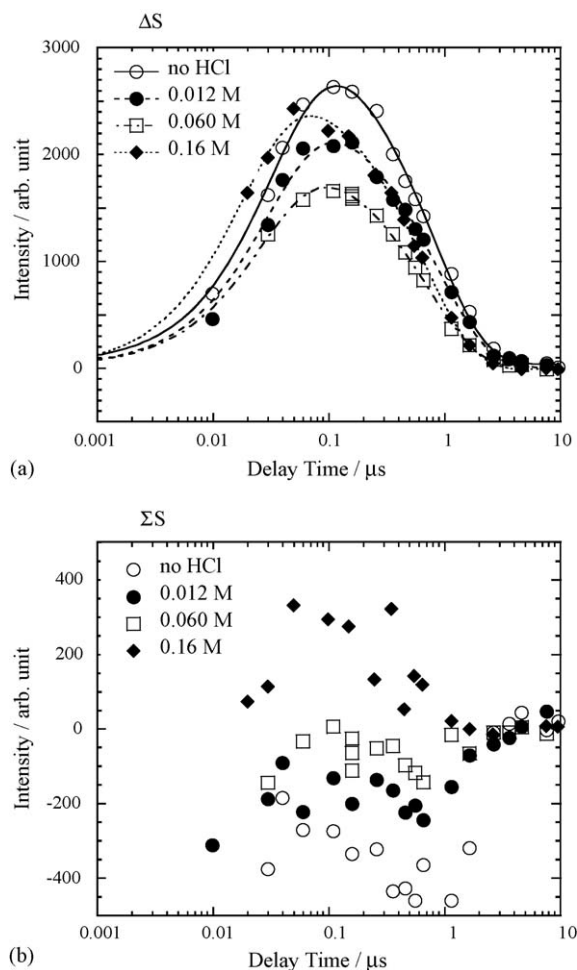 ΔS
no HCl
0.012 M
0.060 M
0.16 M
3000
2000
1000
0
Intensity / arb. unit
0.001 0.01 0.1 1 10
(a) Delay Time / μs
ΣS
no HCl
0.012 M
0.060 M
0.16 M
400
200
0
-200
-400
Intensity / arb. unit
0.001 0.01 0.1 1 10
(b) Delay Time / μs